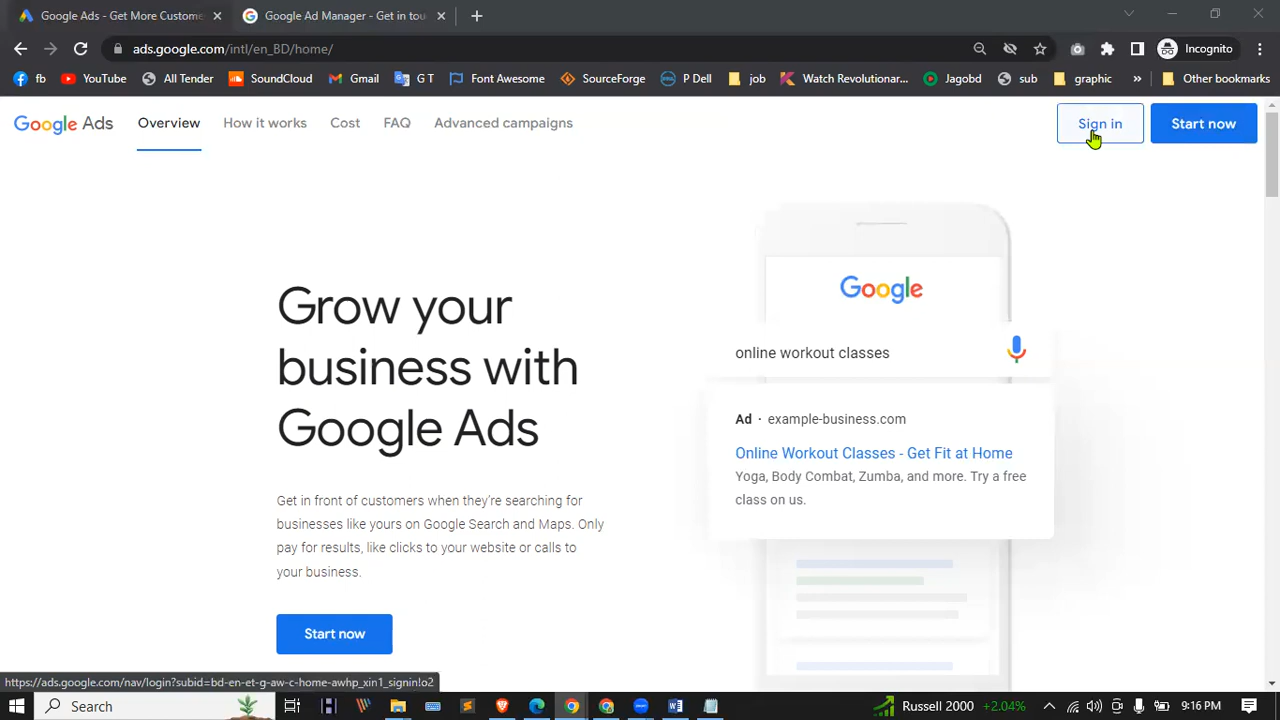 Google Ads - Get More Custome
Google Ad Manager - Get in tou
ads.google.com/intl/en_BD/home/
Incognito
fb
YouTube
All Tender
SoundCloud
Gmail
G T
Font Awesome
SourceForge
P Dell
job
Watch Revolutionar...
Jagobd
sub
graphic
»
Other bookmarks
Google Ads
Overview
How it works
Cost
FAQ
Advanced campaigns
Sign in
Start now
Grow your
business with
Google Ads
Get in front of customers when they're searching for
businesses like yours on Google Search and Maps. Only
pay for results, like clicks to your website or calls to
your business.
Start now
Google
online workout classes
Ad · example-business.com
Online Workout Classes - Get Fit at Home
Yoga, Body Combat, Zumba, and more. Try a free
class on us.
https://ads.google.com/nav/login?subid=bd-en-et-g-aw-c-home-awhp_xin1_signin!o2
Search
Russell 2000 +2.04%
9:16 PM